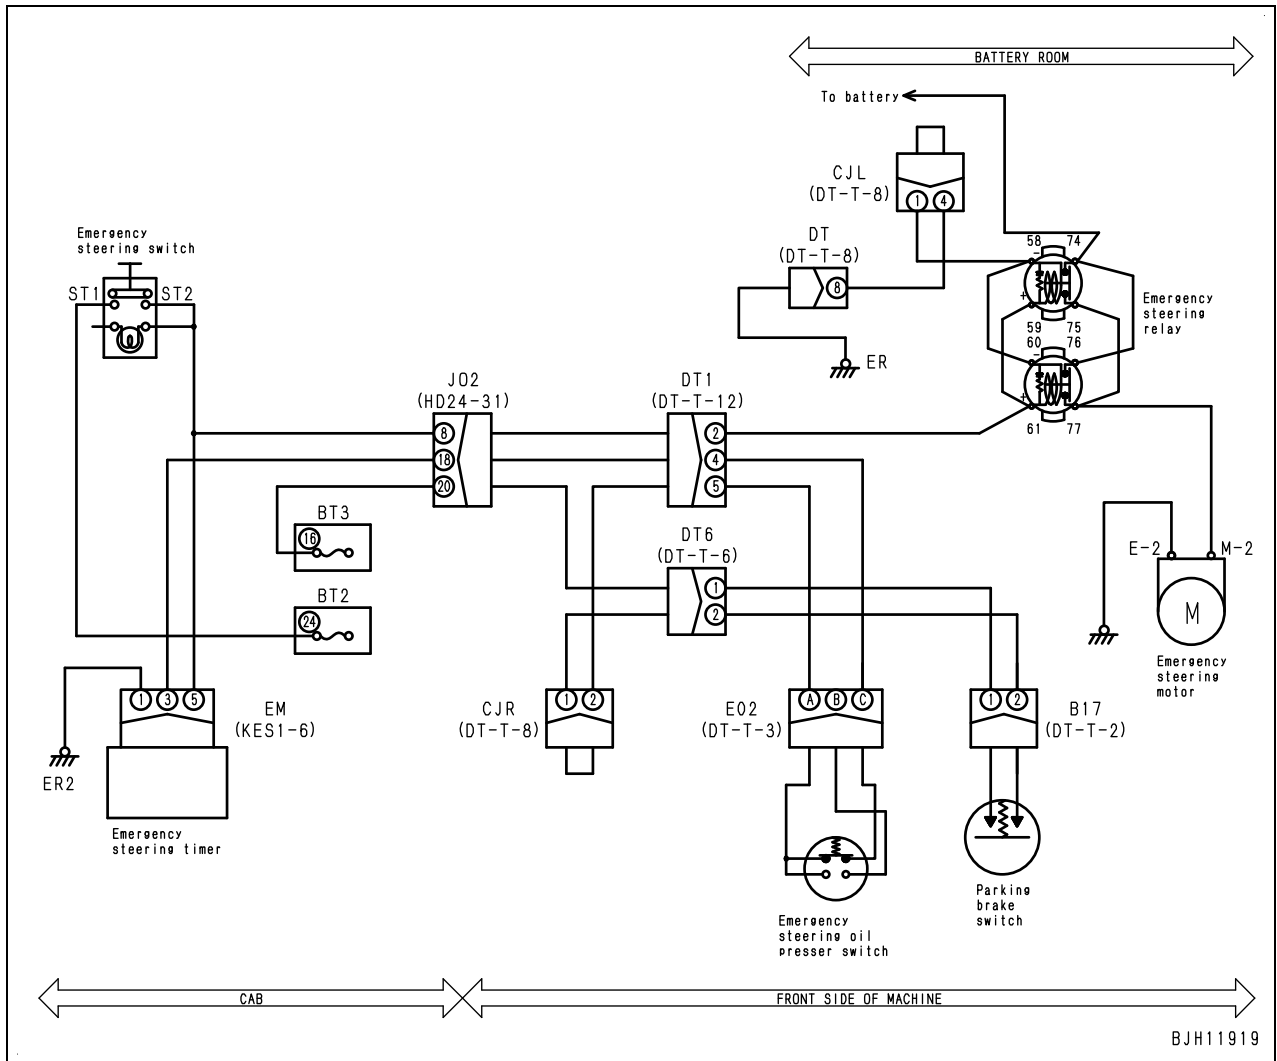 BATTERY ROOM
To battery
CJL
(DT-T-8)
1 4
DT
(DT-T-8)
8
ER
58 74
-
+
59 75
60 76
-
+
61 77
Emergency
steering
relay
Emergency
steering switch
ST1 ST2
J02
(HD24-31)
8
18
20
DT1
(DT-T-12)
2
4
5
BT3
16
BT2
24
DT6
(DT-T-6)
1
2
E-2 M-2
M
Emergency
steering
motor
1 3 5
EM
(KES1-6)
ER2
Emergency
steering timer
CJR
(DT-T-8)
1 2
E02
(DT-T-3)
A B C
Emergency
steering oil
presser switch
1 2
B17
(DT-T-2)
Parking
brake
switch
CAB
FRONT SIDE OF MACHINE
BJH11919